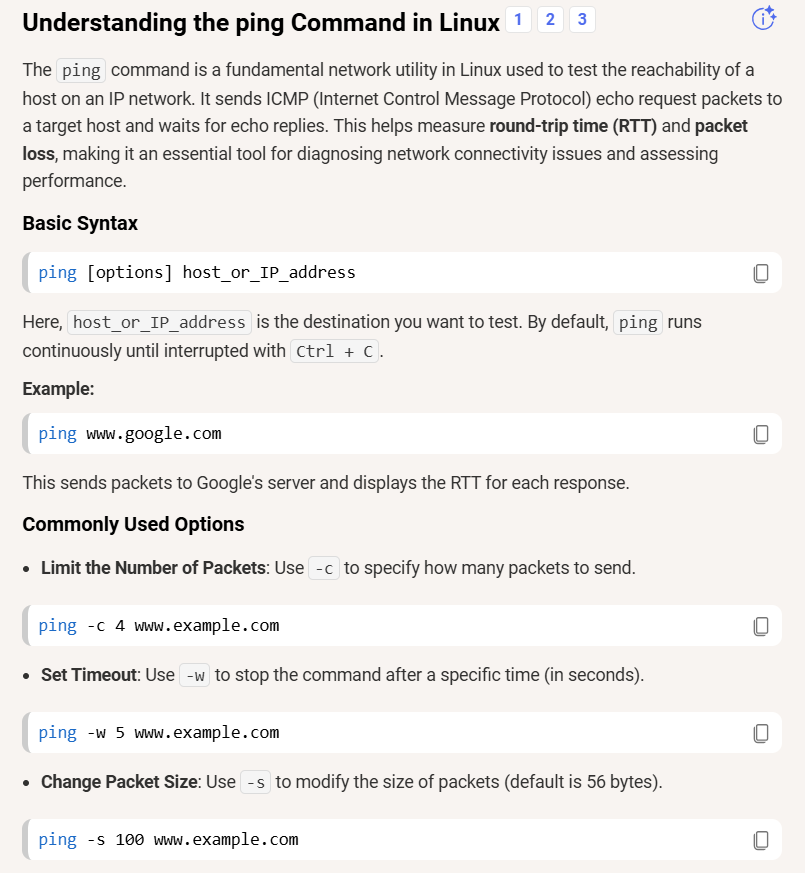 Understanding the ping Command in Linux 1 2 3
The ping command is a fundamental network utility in Linux used to test the reachability of a
host on an IP network. It sends ICMP (Internet Control Message Protocol) echo request packets to
a target host and waits for echo replies. This helps measure round-trip time (RTT) and packet
loss, making it an essential tool for diagnosing network connectivity issues and assessing
performance.
Basic Syntax
ping [options] host_or_IP_address
Here, host_or_IP_address is the destination you want to test. By default, ping runs
continuously until interrupted with Ctrl + C.
Example:
ping www.google.com
This sends packets to Google's server and displays the RTT for each response.
Commonly Used Options
• Limit the Number of Packets: Use -c to specify how many packets to send.
ping -c 4 www.example.com
• Set Timeout: Use -w to stop the command after a specific time (in seconds).
ping -w 5 www.example.com
• Change Packet Size: Use -s to modify the size of packets (default is 56 bytes).
ping -s 100 www.example.com